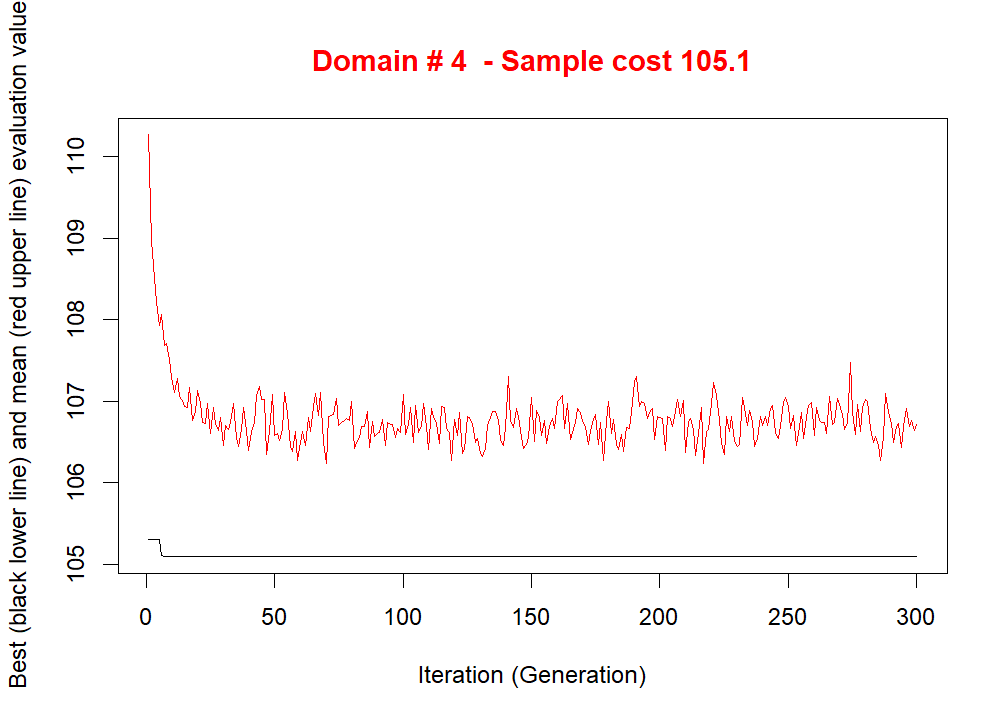 Domain # 4  - Sample cost 105.1
Best (black lower line) and mean (red upper line) evaluation value
110
109
108
107
106
105
0 50 100 150 200 250 300
Iteration (Generation)